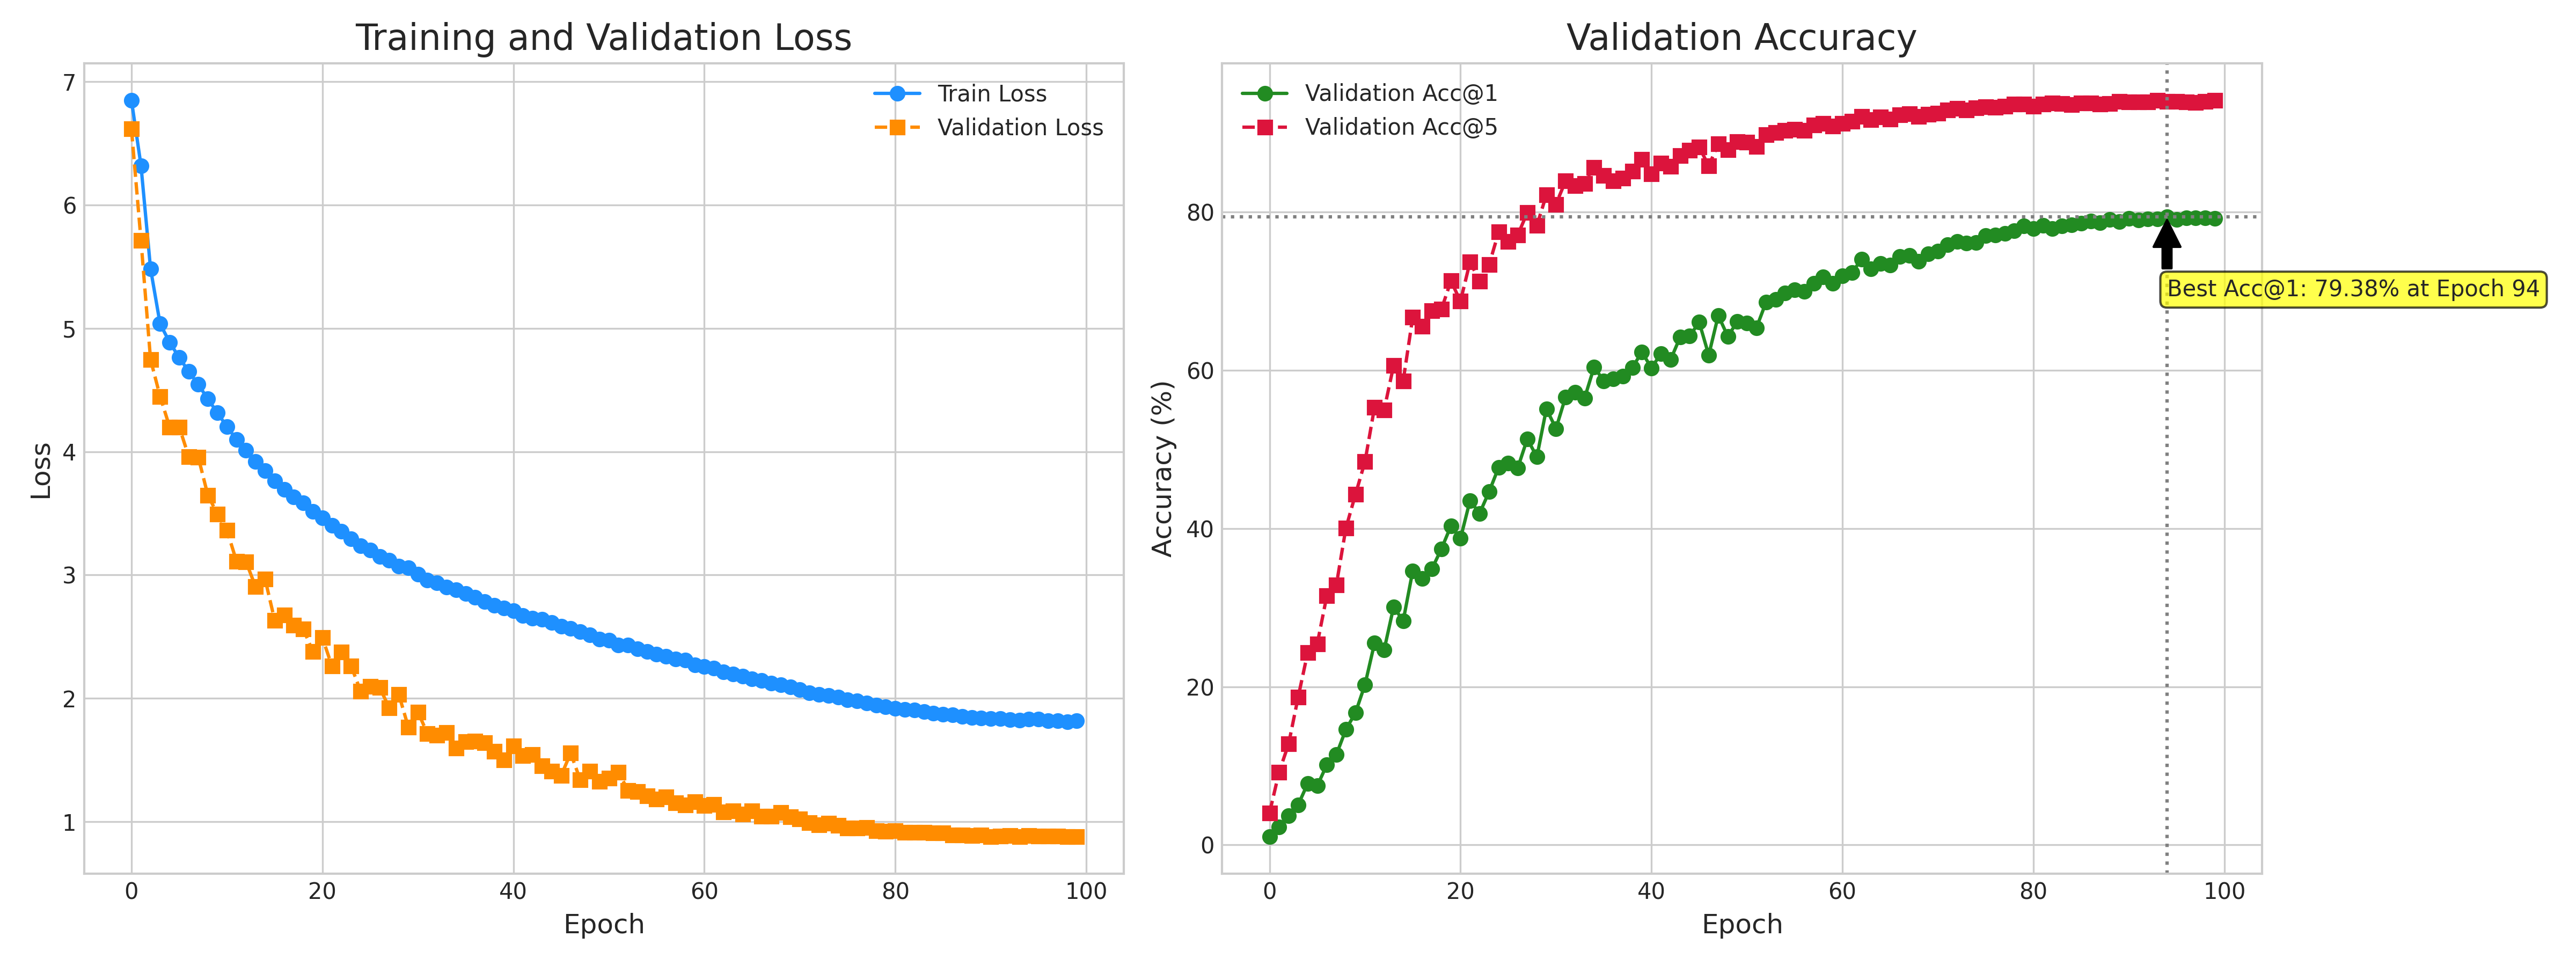 Training and Validation Loss
Train Loss
Validation Loss
7
6
5
4
3
2
1
Loss
0 20 40 60 80 100
Epoch
Validation Accuracy
Validation Acc@1
Validation Acc@5
80
60
40
20
0
Accuracy (%)
Best Acc@1: 79.38% at Epoch 94
0 20 40 60 80 100
Epoch